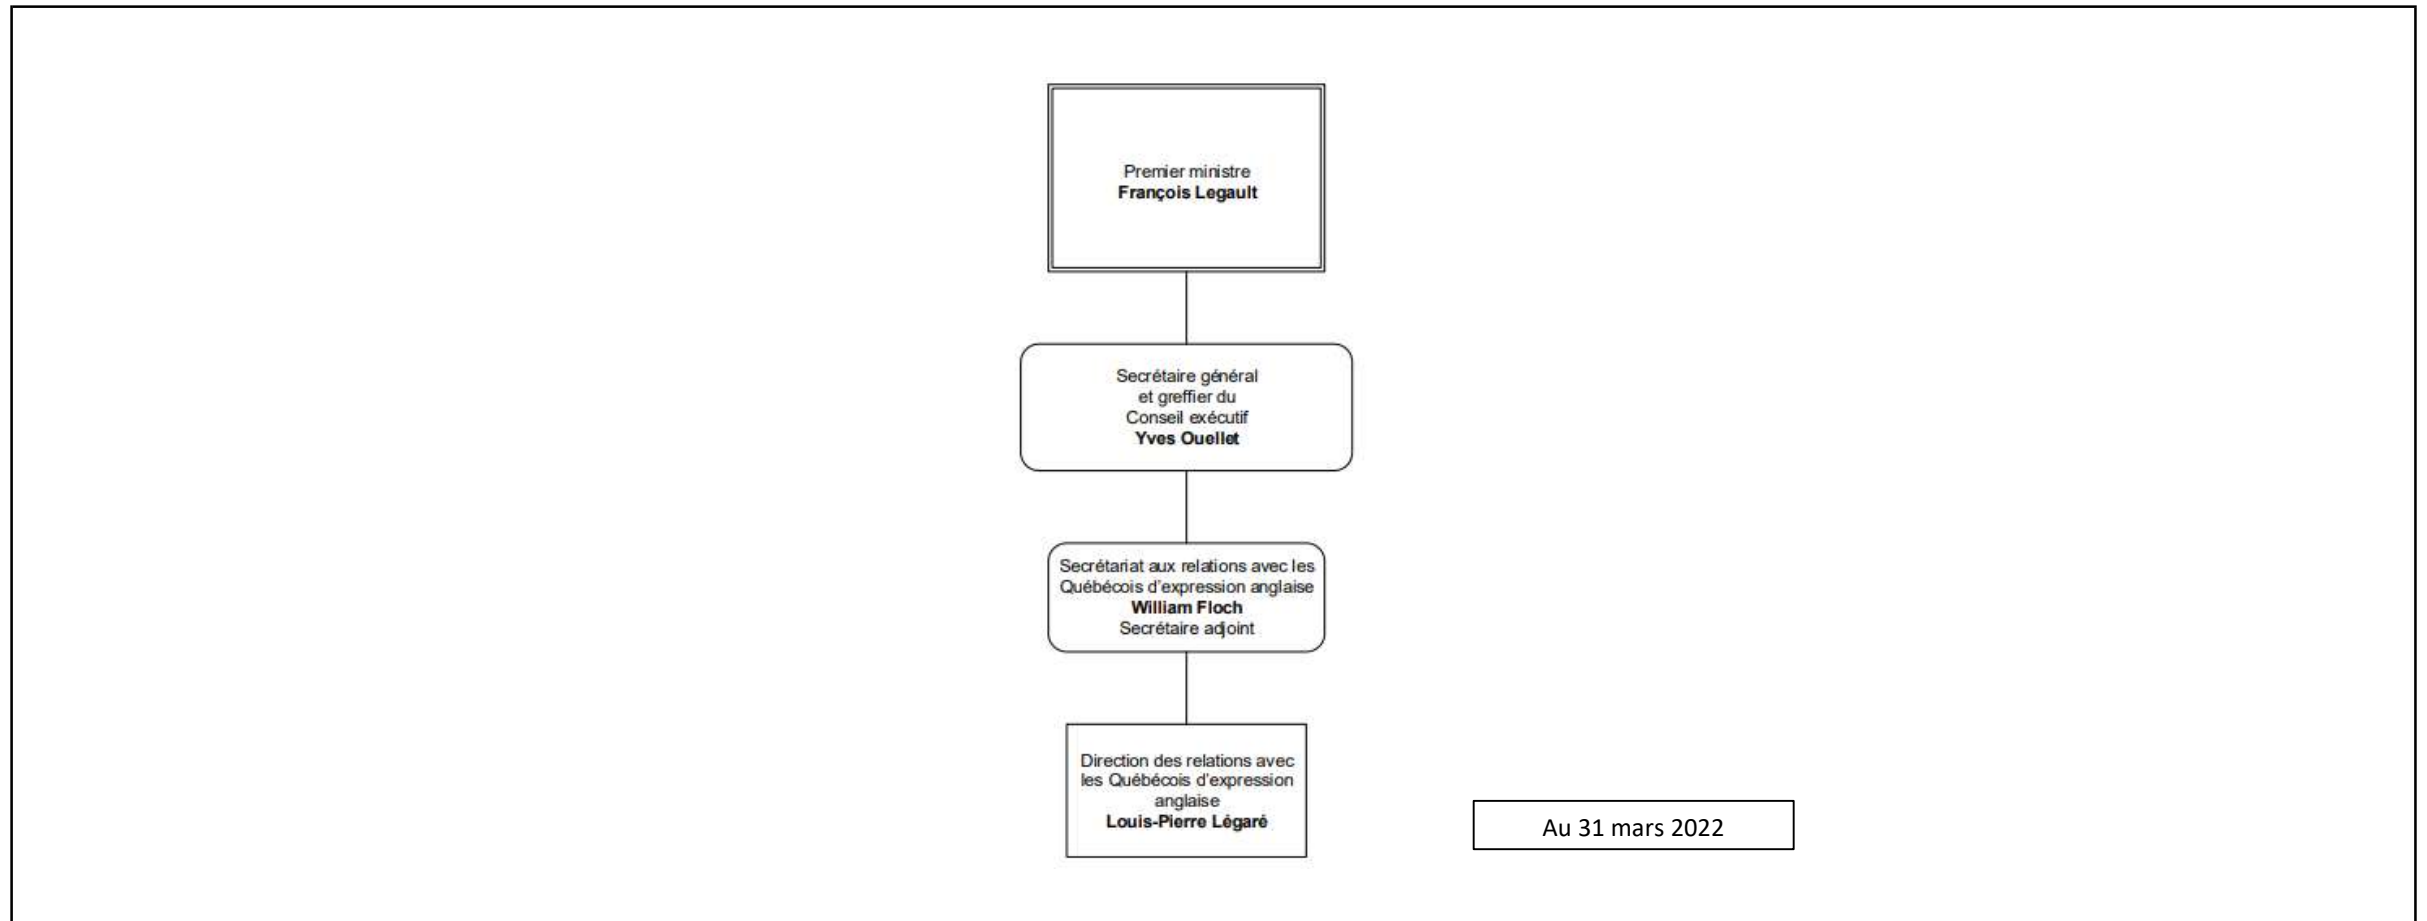 Premier ministre
François Legault
Secrétaire général
et greffier du
Conseil exécutif
Yves Ouellet
Secrétariat aux relations avec les
Québécois d'expression anglaise
William Floch
Secrétaire adjoint
Direction des relations avec
les Québécois d'expression
anglaise
Louis-Pierre Légaré
Au 31 mars 2022